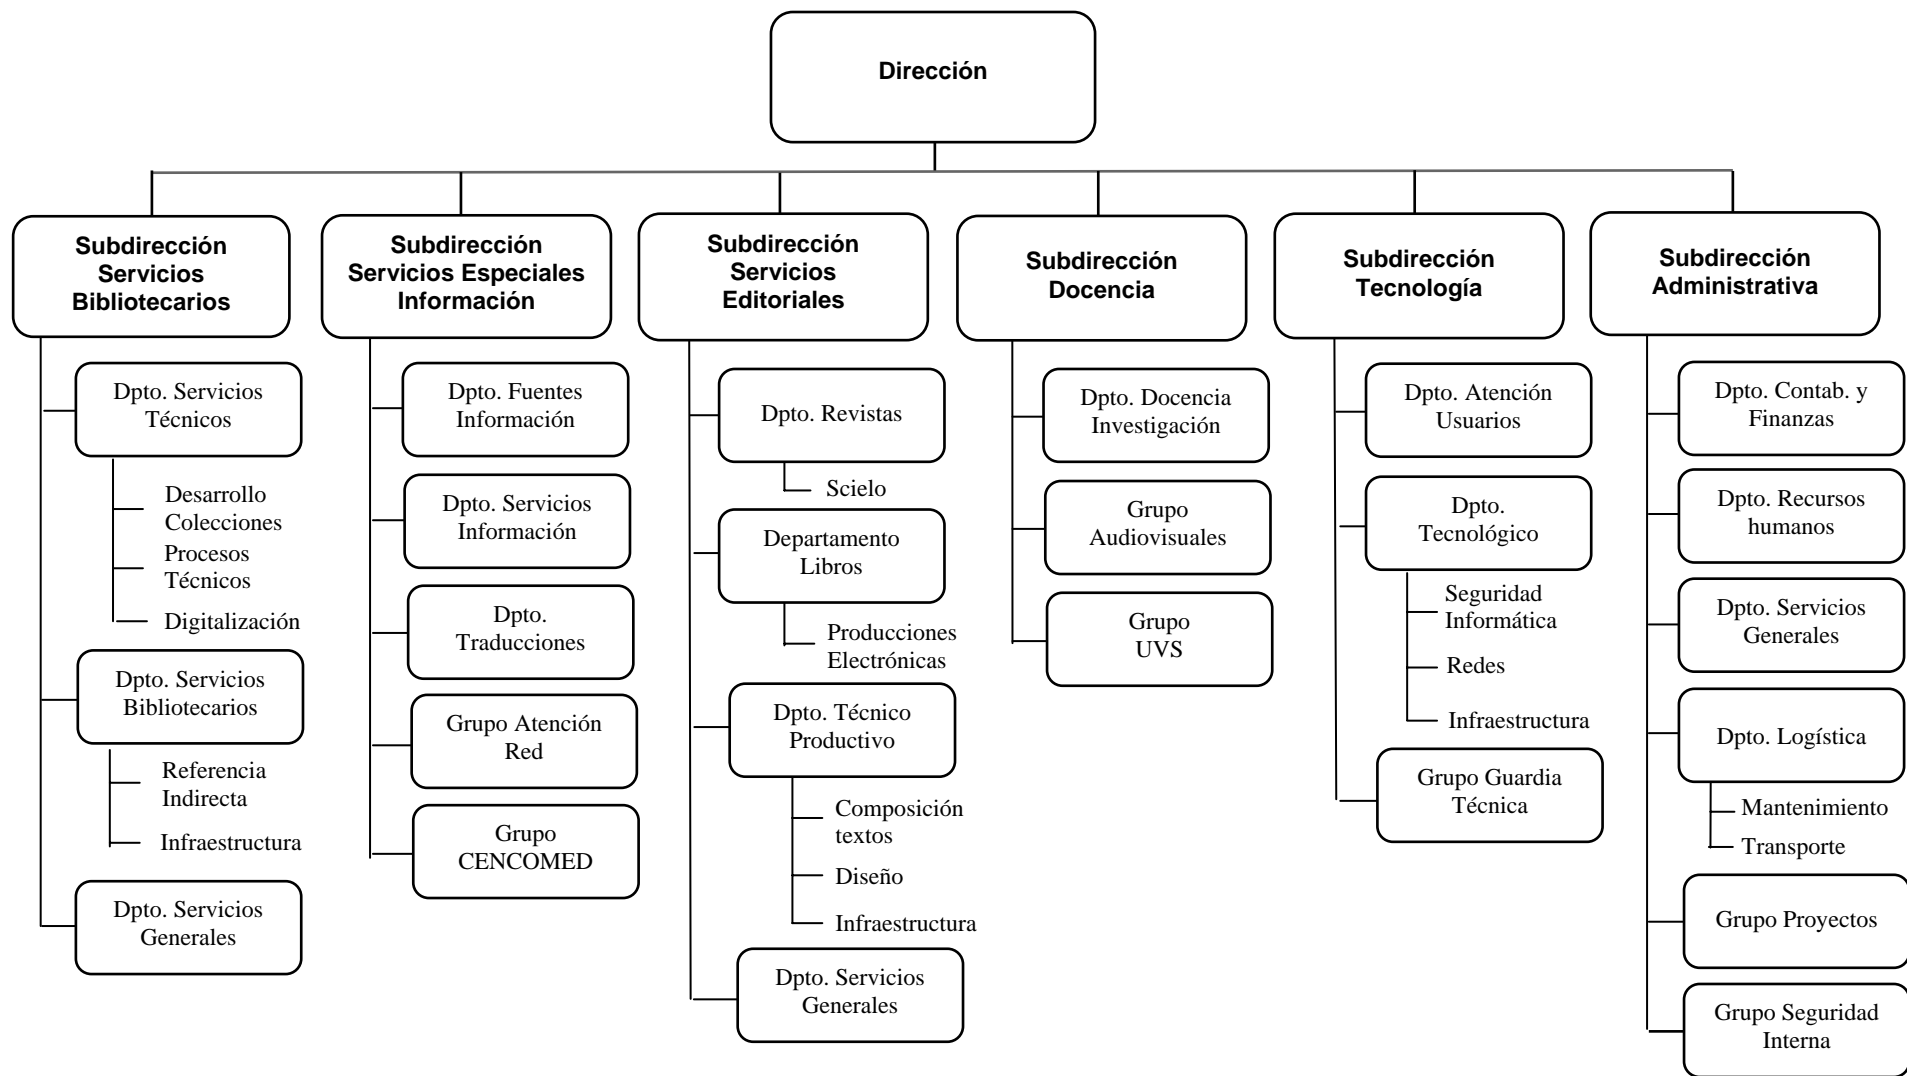 Dirección
Subdirección
Servicios
Bibliotecarios
Dpto. Servicios
Técnicos
Desarrollo
Colecciones
Procesos
Técnicos
Digitalización
Dpto. Servicios
Bibliotecarios
Referencia
Indirecta
Infraestructura
Dpto. Servicios
Generales
Subdirección
Servicios Especiales
Información
Dpto. Fuentes
Información
Dpto. Servicios
Información
Dpto.
Traducciones
Grupo Atención
Red
Grupo
CENCOMED
Subdirección
Servicios
Editoriales
Dpto. Revistas
Scielo
Departamento
Libros
Producciones
Electrónicas
Dpto. Técnico
Productivo
Composición
textos
Diseño
Infraestructura
Dpto. Servicios
Generales
Subdirección
Docencia
Dpto. Docencia
Investigación
Grupo
Audiovisuales
Grupo
UVS
Subdirección
Tecnología
Dpto. Atención
Usuarios
Dpto.
Tecnológico
Seguridad
Informática
Redes
Infraestructura
Grupo Guardia
Técnica
Subdirección
Administrativa
Dpto. Contab. y
Finanzas
Dpto. Recursos
humanos
Dpto. Servicios
Generales
Dpto. Logística
Mantenimiento
Transporte
Grupo Proyectos
Grupo Seguridad
Interna